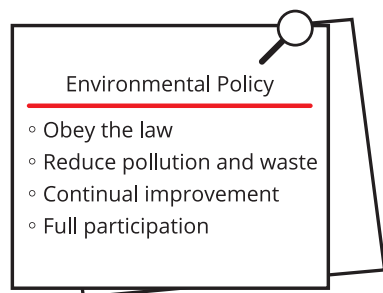 Environmental Policy
◦ Obey the law
◦ Reduce pollution and waste
◦ Continual improvement
◦ Full participation